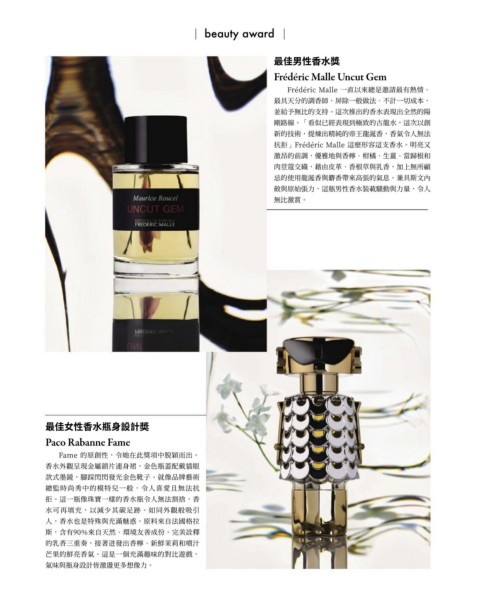 beauty award
最佳男性香水獎
Frédéric Malle Uncut Gem
Frédéric Malle 一直以來總是邀請最有熱情、
最具天分的調香師,屏除一般做法、不計一切成本,
並給予無比的支持。這次推出的香水表現出全然的陽
剛路線。「看似已經表現到極致的古龍水,這次以創
新的技術,提煉出精純的帝王龍涎香,香氣令人無法
抗拒」Frédéric Malle 這麼形容這支香水。明亮又
激昂的前調,優雅地與香檸、柑橘、生薑、當歸根和
肉荳蔻交織,藉由皮革、香根草與乳香,加上無所顧
忌的使用龍涎香與麝香帶來高張的氣息。兼具斯文內
斂與原始張力,這瓶男性香水裝載騷動與力量,令人
無比激賞。
Maurice Roucel
UNCUT GEM
FREDERIC MALLE
最佳女性香水瓶身設計獎
Paco Rabanne Fame
Fame 的原創性,令她在此獎項中脫穎而出。
香水外觀呈現金屬鎖片連身裙,金色瓶蓋配戴貓眼
款式墨鏡,腳踩閃閃發光金色靴子,就像品牌藝術
總監時尚秀中的模特兒一般,令人喜愛且無法抗
拒。這一瓶像珠寶一樣的香水瓶令人無法割捨,香
水可再填充,以減少其碳足跡。如同外觀般吸引
人,香水也是特殊與充滿魅惑。原料來自法國格拉
斯,含有90%來自天然、環境友善成份。完美詮釋
的乳香三重奏,接著迸發出香檸、新鮮茉莉和噴汁
芒果的鮮亮香氣。這是一個充滿趣味的對比遊戲,
氣味與瓶身設計皆激盪更多想像力。